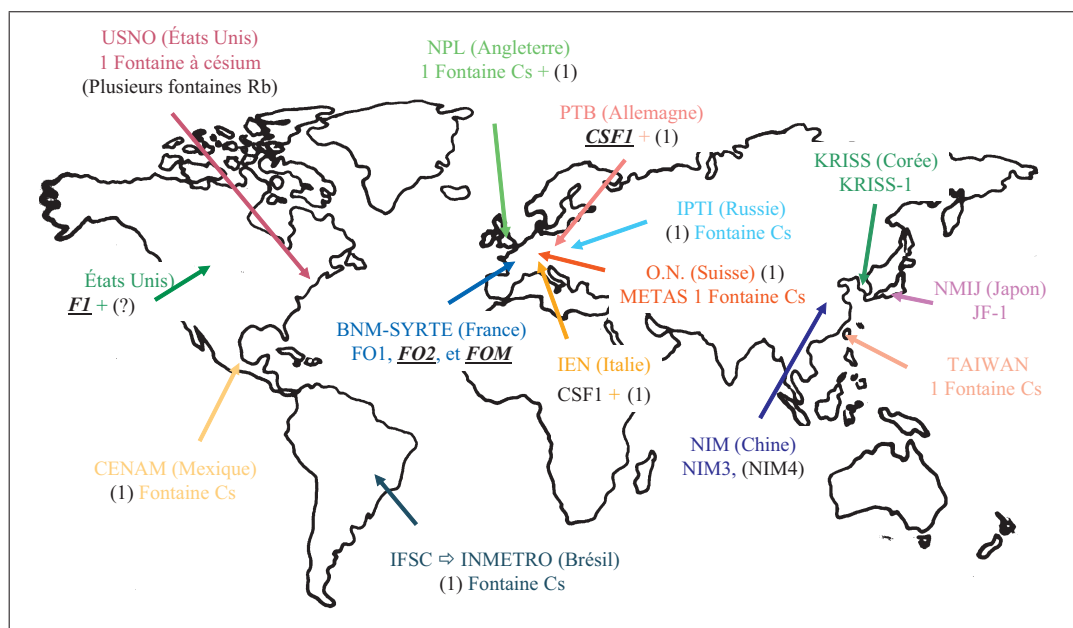 USNO (États Unis)
1 Fontaine à césium
(Plusieurs fontaines Rb)
NPL (Angleterre)
1 Fontaine Cs + (1)
PTB (Allemagne)
CSF1 + (1)
KRISS (Corée)
KRISS-1
IPTI (Russie)
(1) Fontaine Cs
O.N. (Suisse) (1)
METAS 1 Fontaine Cs
États Unis)
F1 + (?)
NMIJ (Japon)
JF-1
BNM-SYRTE (France)
FO1, FO2, et FOM
IEN (Italie)
CSF1 + (1)
TAIWAN
1 Fontaine Cs
NIM (Chine)
NIM3, (NIM4)
CENAM (Mexique)
(1) Fontaine Cs
IFSC ⇨ INMETRO (Brésil)
(1) Fontaine Cs